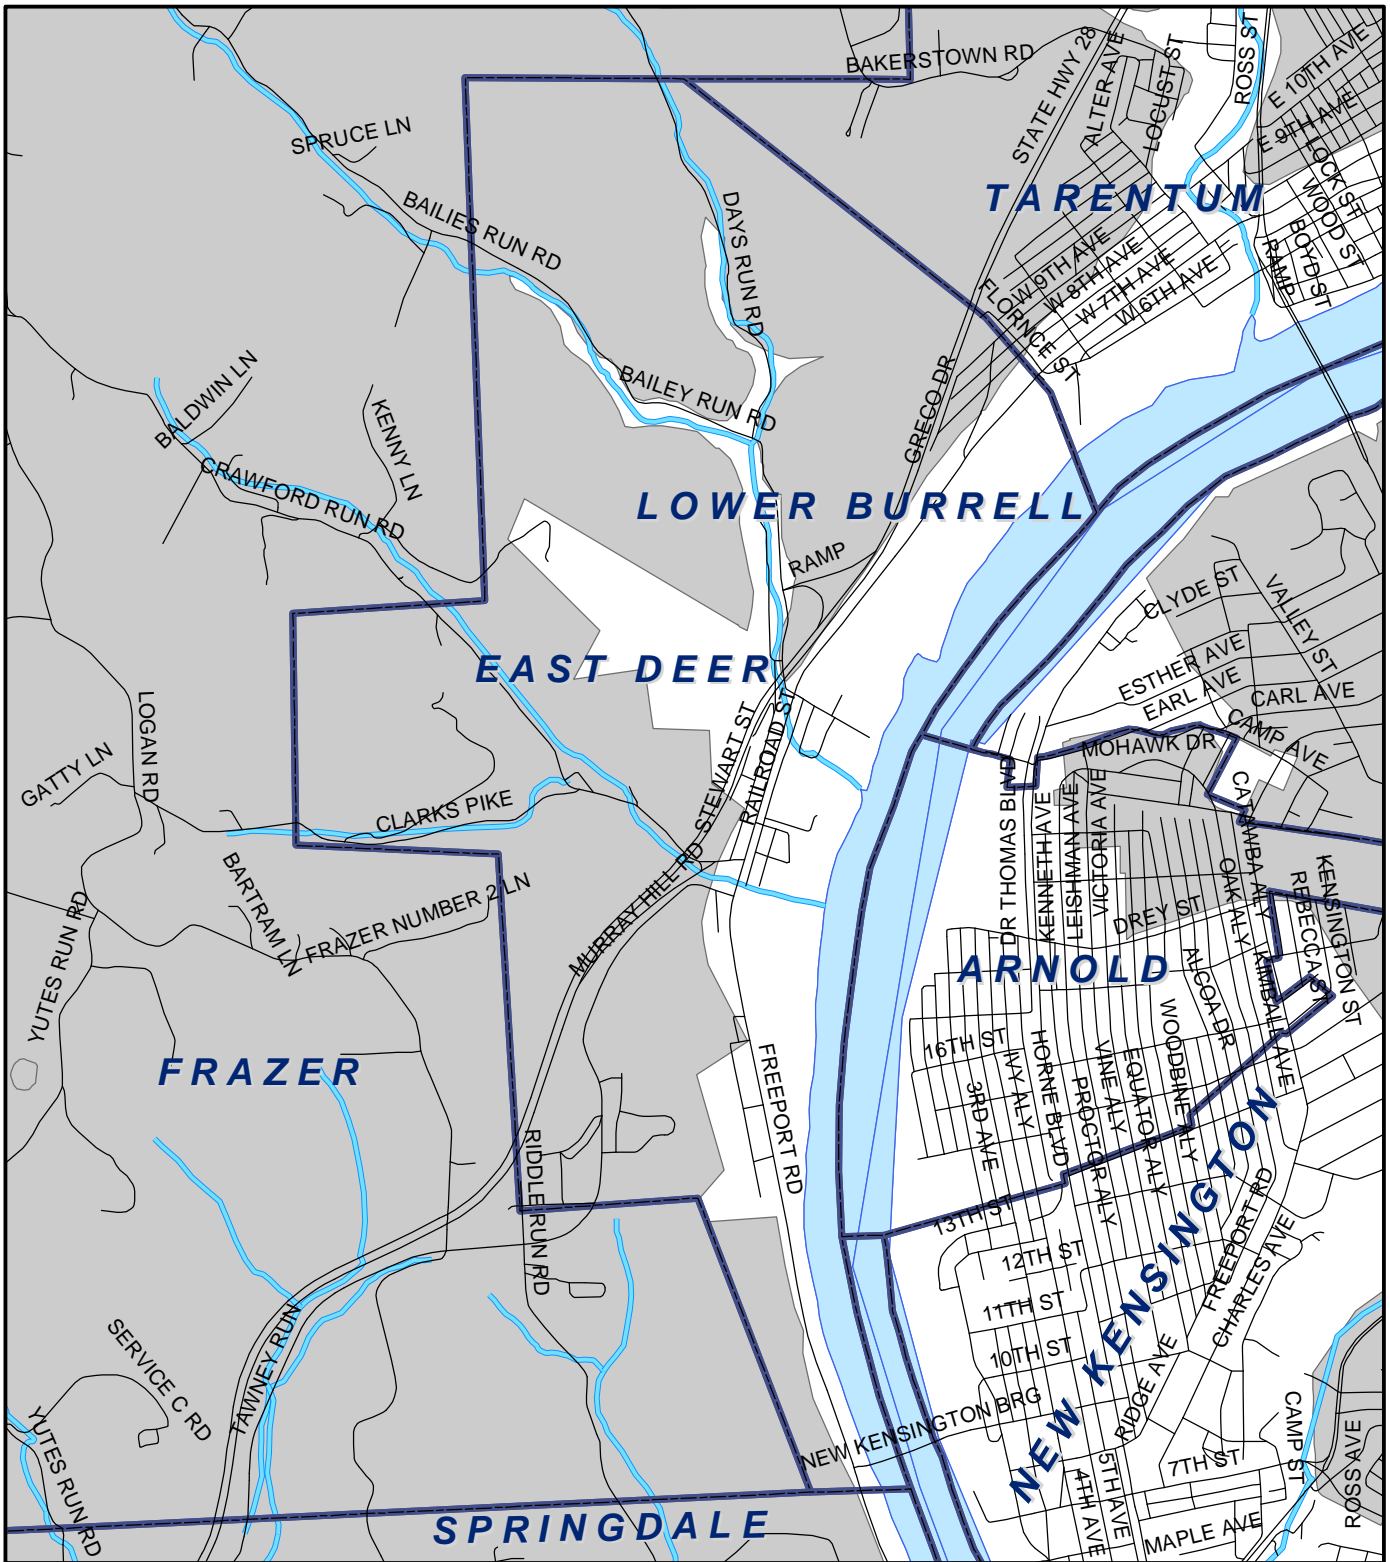 BAKERSTOWN RD
STATE HWY 28
ALTER AVE
LOCUST ST
ROSS ST
E 10TH AVE
E 9TH AVE
LOCK ST
WOOD ST
BOYD ST
RAMP
SPRUCE LN
BAILIES RUN RD
DAYS RUN RD
TARENTUM
W 9TH AVE
W 8TH AVE
W 7TH AVE
W 6TH AVE
FLORNCE ST
BALDWIN LN
KENNY LN
BAILEY RUN RD
GRECO DR
CRAWFORD RUN RD
LOWER BURRELL
RAMP
CLYDE ST
VALLEY ST
EAST DEER
ESTHER AVE
EARL AVE
CARL AVE
CAMP AVE
MOHAWK DR
LOGAN RD
GATTY LN
STEWART ST
RAILROAD ST
CLARKS PIKE
DR THOMAS BLVD
KENNETH AVE
LEISHMAN AVE
VICTORIA AVE
CATAWBA ALY
OAK ALY
KENSINGTON ST
REBECCA ST
BARTRAM LN
FRAZER NUMBER 2 LN
MURRAY HILL RD
DREY ST
YUTES RUN RD
ARNOLD
ALCOA DR
KIMBALL AVE
FRAZER
FREEPORT RD
16TH ST
3RD AVE
IVY ALY
HORNE BLVD
PROCTOR ALY
VINE ALY
EQUATOR ALY
WOODBINE ALY
RIDDLE RUN RD
13TH ST
12TH ST
11TH ST
10TH ST
NEW KENSINGTON
FREEPORT RD
CHARLES AVE
RIDGE AVE
NEW KENSINGTON BRG
SERVICE C RD
TAWNEY RUN
YUTES RUN RD
4TH AVE
5TH AVE
7TH ST
MAPLE AVE
CAMP ST
ROSS AVE
SPRINGDALE